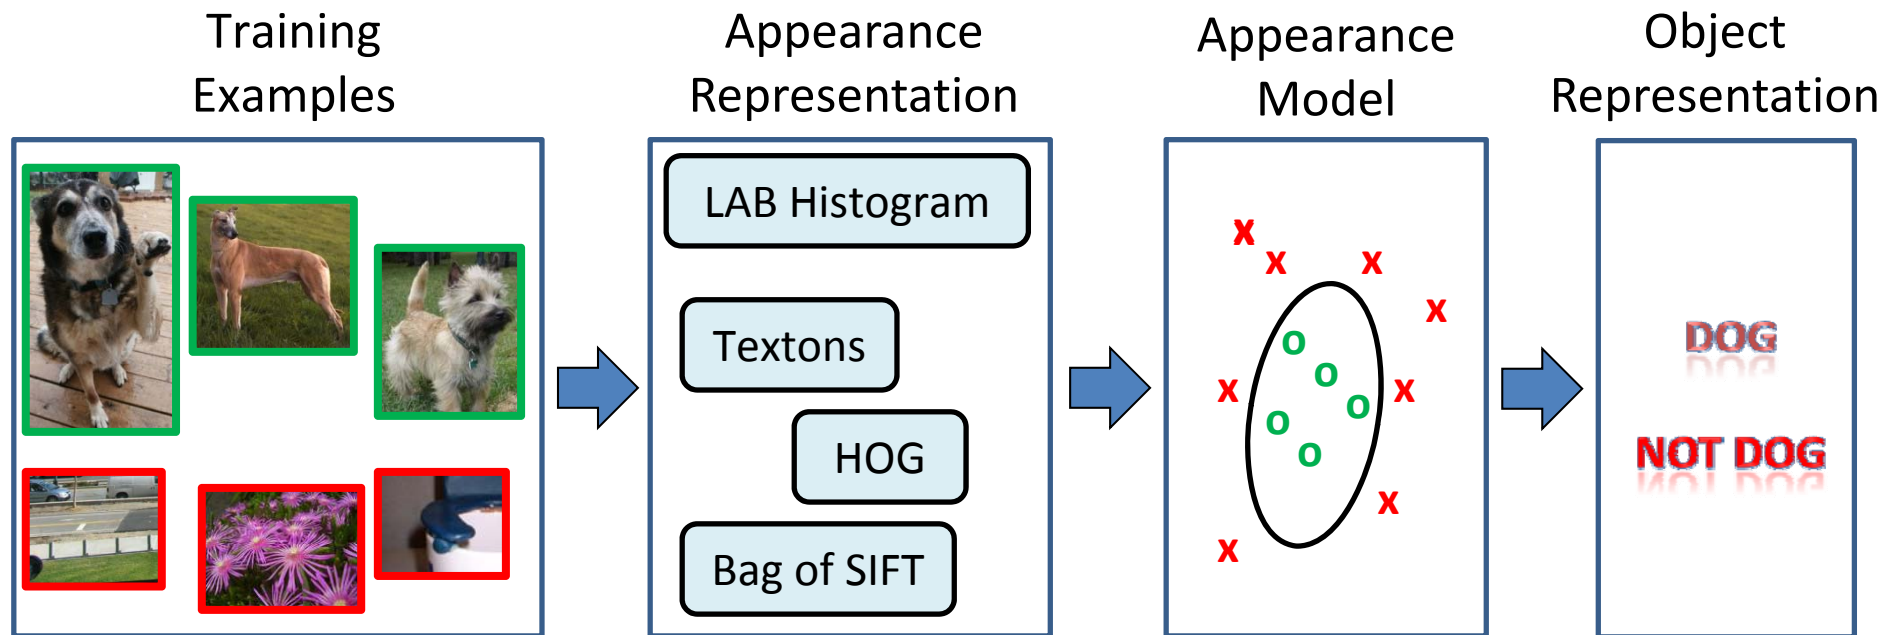 Training
Examples
Appearance
Representation
Appearance
Model
Object
Representation
LAB Histogram
Textons
HOG
Bag of SIFT
x
x
x
x
o
o
x
x
o
o
o
x
x
DOG
NOT DOG